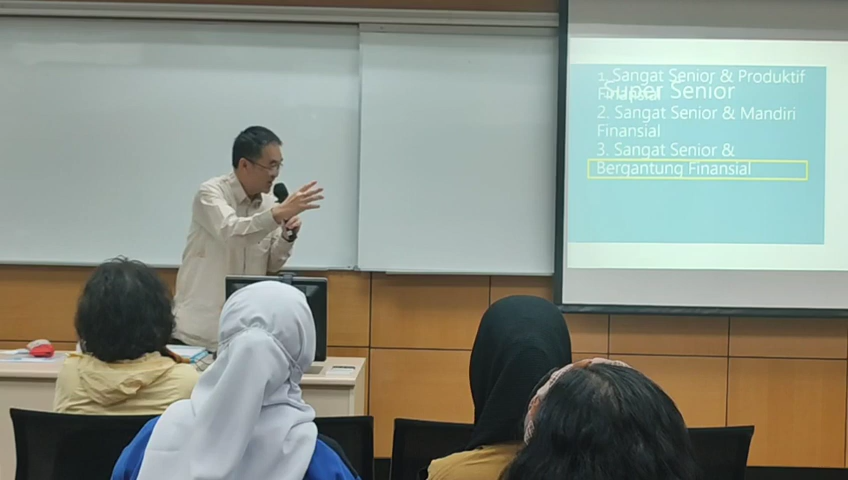 1. Sangat Senior & Produktif
Finansial
Super Senior
2. Sangat Senior & Mandiri
Finansial
3. Sangat Senior &
Bergantung Finansial